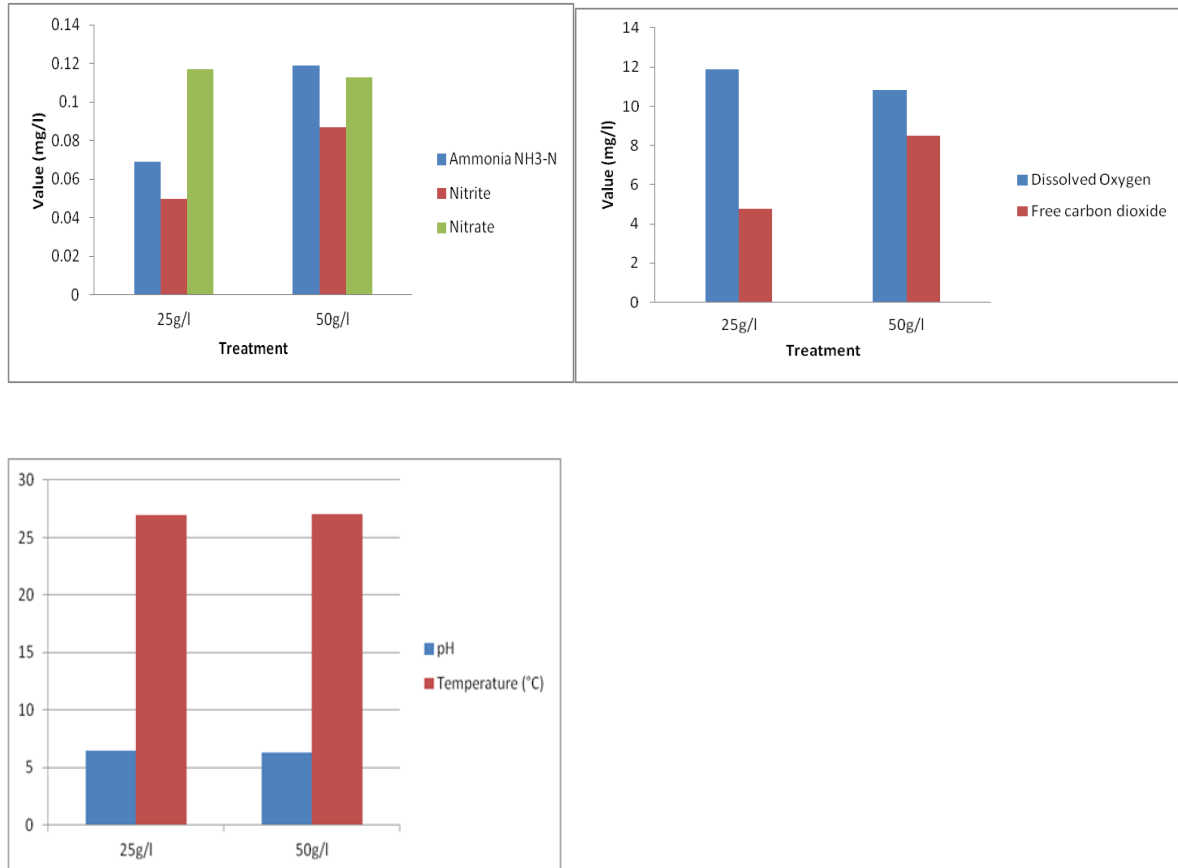 0.14
0.12
0.1
0.08
0.06
0.04
0.02
0
Value (mg/l)
25g/l 50g/l
Treatment
Ammonia NH3-N
Nitrite
Nitrate
14
12
10
8
6
4
2
0
Value (mg/l)
25g/l 50g/l
Treatment
Dissolved Oxygen
Free carbon dioxide
30
25
20
15
10
5
0
25g/l 50g/l
pH
Temperature (°C)